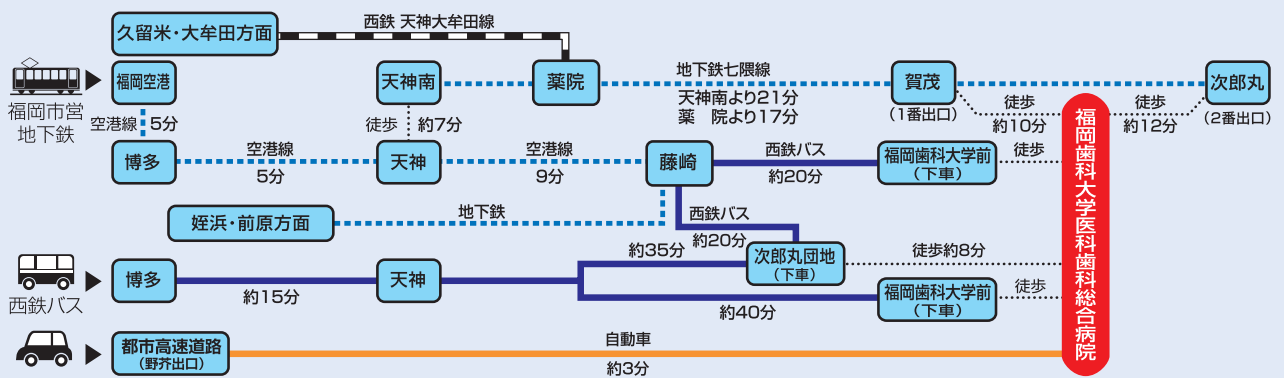 西鉄 天神大牟田線
久留米・大牟田方面
福岡市営
地下鉄
福岡空港
天神南
薬院
地下鉄七隈線
天神南より21分
薬 院より17分
賀茂
(1番出口)
次郎丸
(2番出口)
徒歩
約10分
徒歩
約12分
空港線
5分
徒歩
約7分
博多
空港線
5分
天神
空港線
9分
藤崎
西鉄バス
約20分
福岡歯科大学前
(下車)
徒歩
姪浜・前原方面
地下鉄
西鉄バス
約20分
西鉄バス
博多
約15分
天神
約35分
次郎丸団地
(下車)
徒歩約8分
約40分
福岡歯科大学前
(下車)
徒歩
都市高速道路
(野芥出口)
自動車
約3分
福岡歯科大学医科歯科総合病院